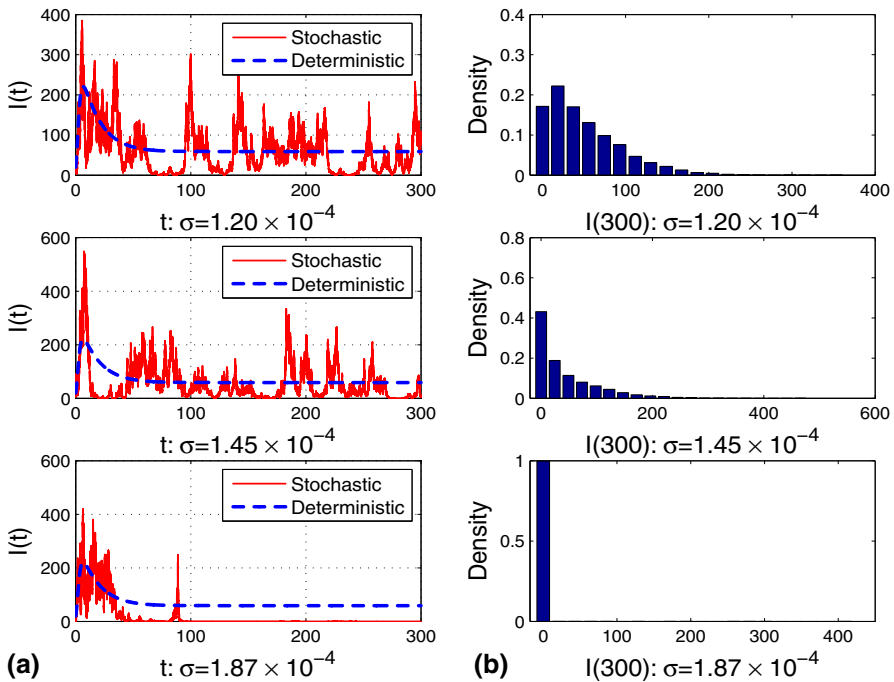 400
300
200
100
0
I(t)
Stochastic
Deterministic
0 100 200 300
t: σ=1.20 × 10⁻⁴
0.4
0.3
0.2
0.1
0
Density
0 100 200 300 400
I(300): σ=1.20 × 10⁻⁴
600
400
200
0
I(t)
Stochastic
Deterministic
0 100 200 300
t: σ=1.45 × 10⁻⁴
0.8
0.6
0.4
0.2
0
Density
0 200 400 600
I(300): σ=1.45 × 10⁻⁴
600
400
200
0
I(t)
Stochastic
Deterministic
0 100 200 300
(a) t: σ=1.87 × 10⁻⁴
1
0.5
0
Density
0 100 200 300 400
(b) I(300): σ=1.87 × 10⁻⁴